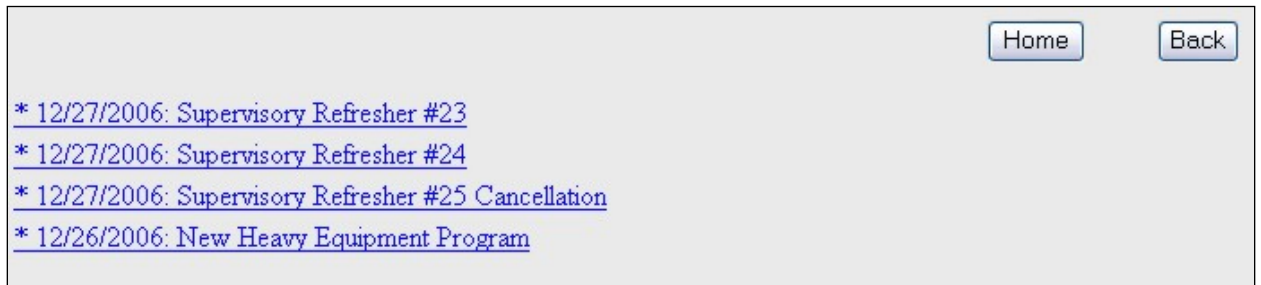 Home Back
* 12/27/2006: Supervisory Refresher #23
* 12/27/2006: Supervisory Refresher #24
* 12/27/2006: Supervisory Refresher #25 Cancellation
* 12/26/2006: New Heavy Equipment Program